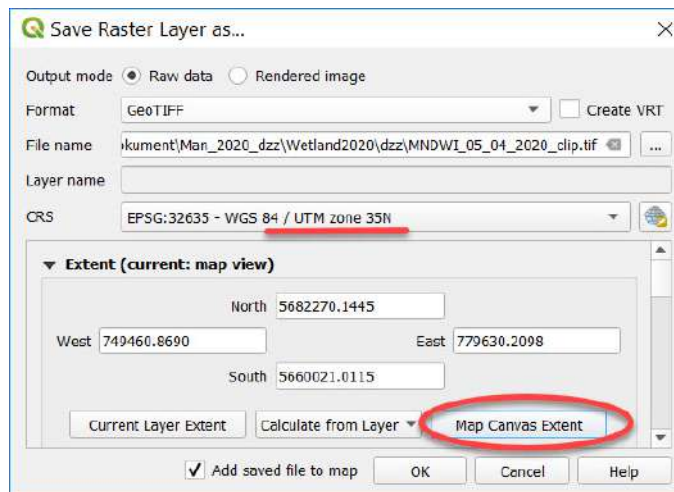 Save Raster Layer as...
Output mode Raw data Rendered image
Format GeoTIFF Create VRT
File name kument\Man_2020_dzz\Wetland2020\dzz\MNDWI_05_04_2020_clip.tif ...
Layer name
CRS EPSG:32635 - WGS 84 / UTM zone 35N
Extent (current: map view)
North 5682270.1445
West 749460.8690 East 779630.2098
South 5660021.0115
Current Layer Extent Calculate from Layer Map Canvas Extent
Add saved file to map OK Cancel Help